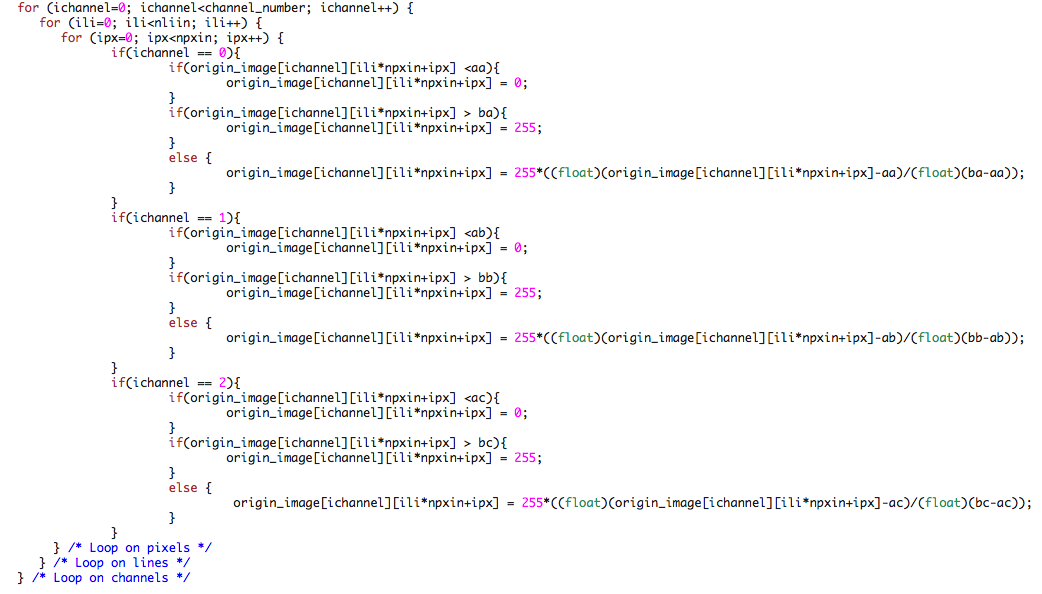 for (ichannel=0; ichannel<channel_number; ichannel++) {
for (ili=0; ili<nliin; ili++) {
for (ipx=0; ipx<npxin; ipx++) {
if(ichannel == 0){
if(origin_image[ichannel][ili*npxin+ipx] <aa){
origin_image[ichannel][ili*npxin+ipx] = 0;
}
if(origin_image[ichannel][ili*npxin+ipx] > ba){
origin_image[ichannel][ili*npxin+ipx] = 255;
}
else {
origin_image[ichannel][ili*npxin+ipx] = 255*((float)(origin_image[ichannel][ili*npxin+ipx]-aa)/(float)(ba-aa));
}
}
if(ichannel == 1){
if(origin_image[ichannel][ili*npxin+ipx] <ab){
origin_image[ichannel][ili*npxin+ipx] = 0;
}
if(origin_image[ichannel][ili*npxin+ipx] > bb){
origin_image[ichannel][ili*npxin+ipx] = 255;
}
else {
origin_image[ichannel][ili*npxin+ipx] = 255*((float)(origin_image[ichannel][ili*npxin+ipx]-ab)/(float)(bb-ab));
}
}
if(ichannel == 2){
if(origin_image[ichannel][ili*npxin+ipx] <ac){
origin_image[ichannel][ili*npxin+ipx] = 0;
}
if(origin_image[ichannel][ili*npxin+ipx] > bc){
origin_image[ichannel][ili*npxin+ipx] = 255;
}
else {
origin_image[ichannel][ili*npxin+ipx] = 255*((float)(origin_image[ichannel][ili*npxin+ipx]-ac)/(float)(bc-ac));
}
}
} /* Loop on pixels */
} /* Loop on lines */
} /* Loop on channels */